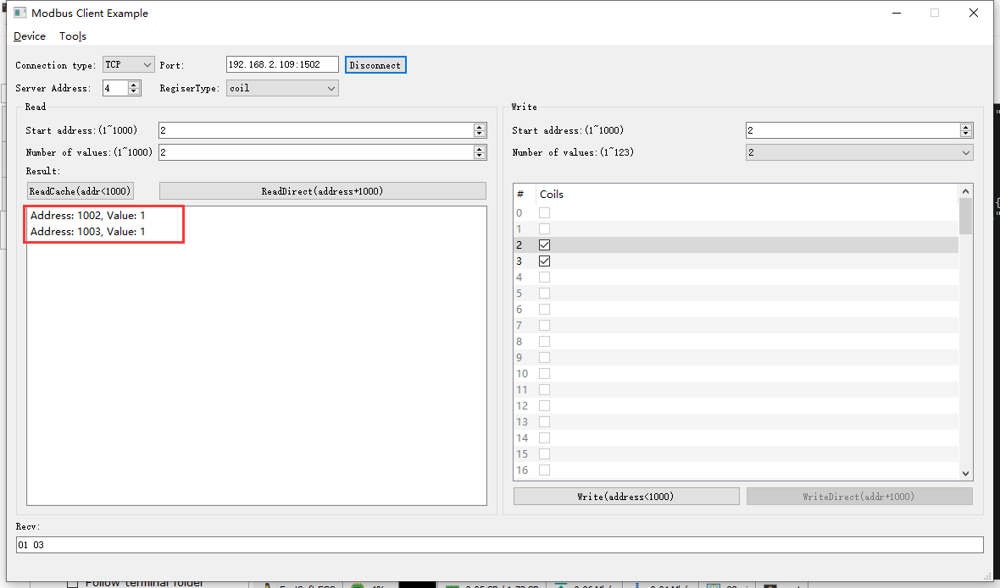 Modbus Client Example
Device Tools
Connection type: TCP Port: 192.168.2.109:1502 Disconnect
Server Address: 4 RegiserType: coil
Read
Start address:(1~1000) 2
Number of values:(1~1000) 2
Result:
ReadCache(addr<1000) ReadDirect(address+1000)
Address: 1002, Value: 1
Address: 1003, Value: 1
Write
Start address:(1~1000) 2
Number of values:(1~123) 2
# Coils
0
1
2
3
4
5
6
7
8
9
10
11
12
13
14
15
16
Write(address<1000) WriteDirect(addr+1000)
Recv:
01 03
Follow terminal folder